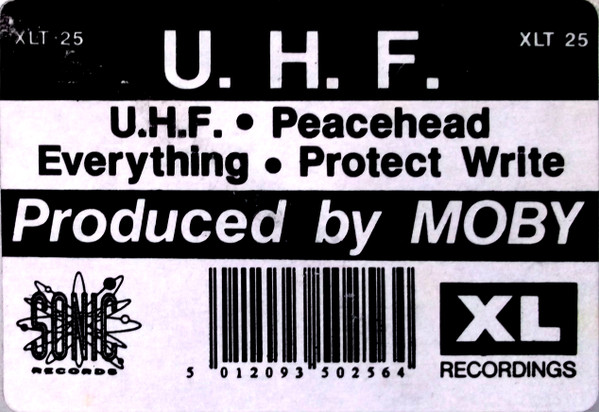 XLT 25
XLT 25
U. H. F.
U.H.F. • Peacehead
Everything • Protect Write
Produced by MOBY
SONIC
RECORDS
XL
RECORDINGS
5 012093 502564